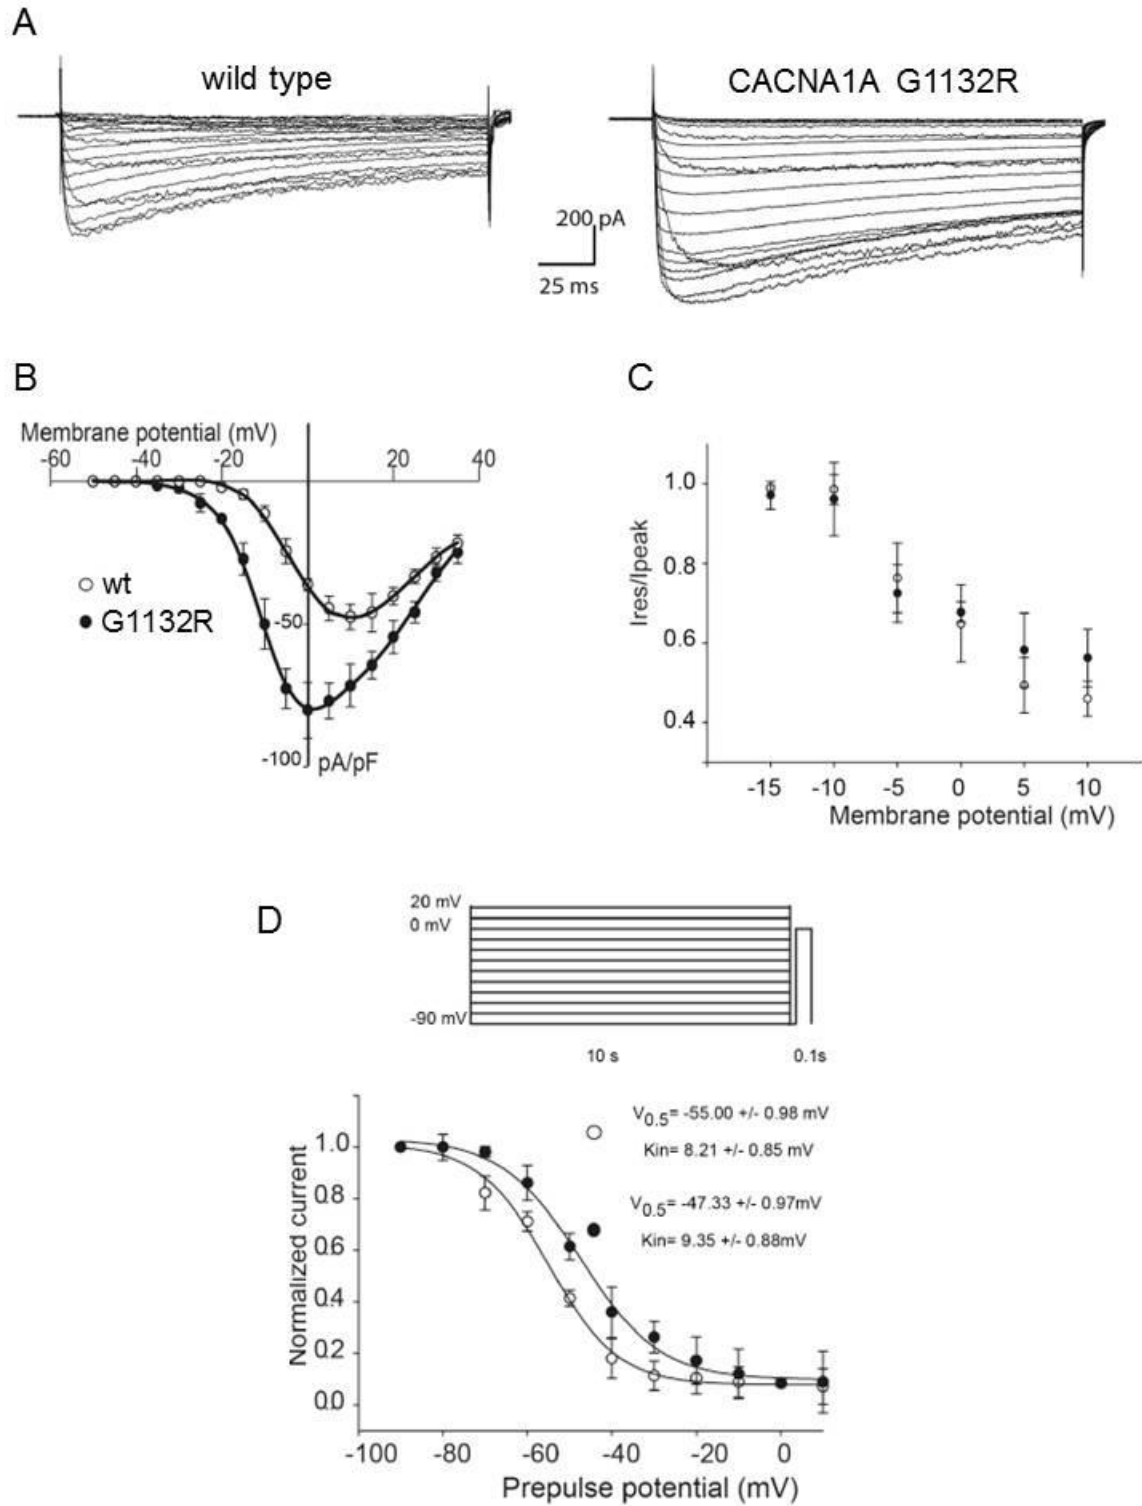 A
wild type
CACNA1A G1132R
200 pA
25 ms
B
Membrane potential (mV)
-60 -40 -20 20 40
wt
G1132R
-50
-100 pA/pF
C
Ires/Ipeak
1.0
0.8
0.6
0.4
-15 -10 -5 0 5 10
Membrane potential (mV)
D
20 mV
0 mV
-90 mV
10 s 0.1s
V0.5= -55.00 +/- 0.98 mV
Kin= 8.21 +/- 0.85 mV
V0.5= -47.33 +/- 0.97mV
Kin= 9.35 +/- 0.88mV
Normalized current
1.0
0.8
0.6
0.4
0.2
0.0
-100 -80 -60 -40 -20 0
Prepulse potential (mV)